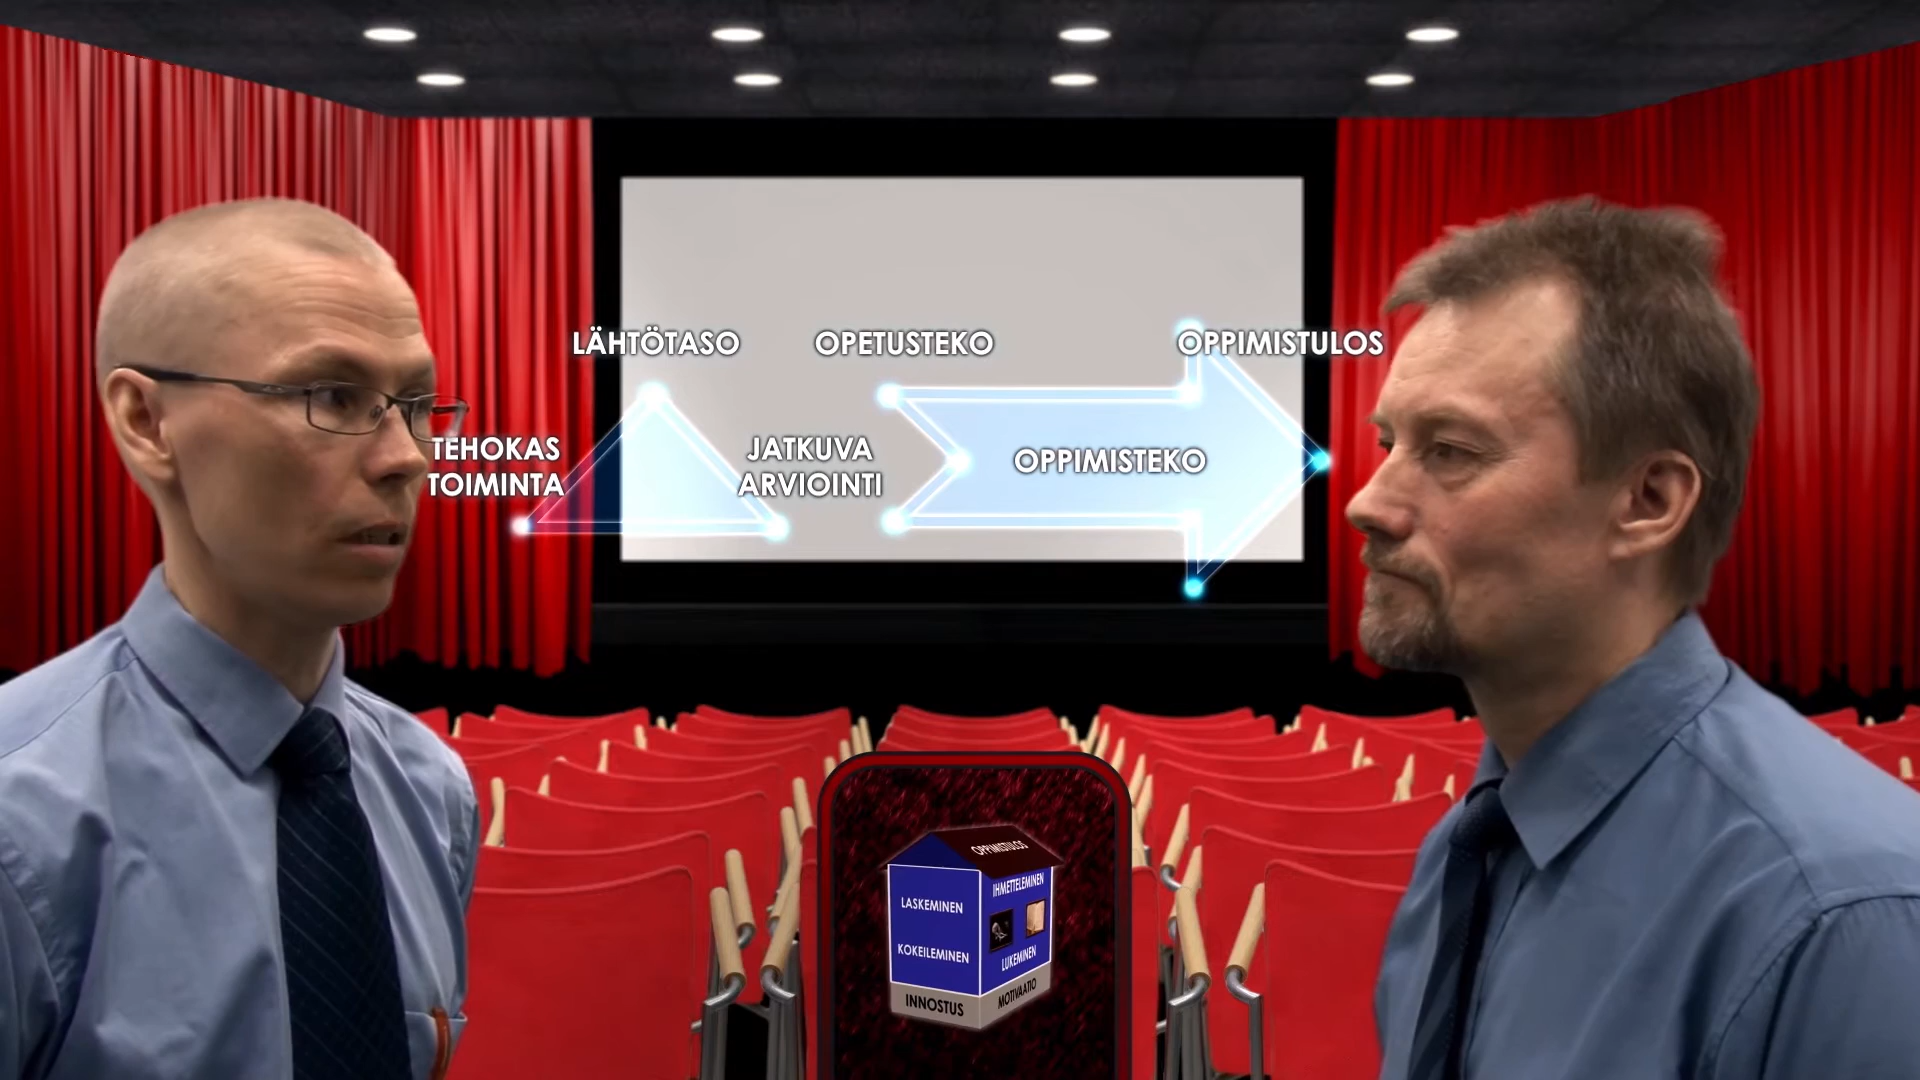 LÄHTÖTASO
OPETUSTEKO
OPPIMISTULOS
TEHOKAS
TOIMINTA
JATKUVA
ARVIOINTI
OPPIMISTEKO
OPPIMISTULOS
LASKEMINEN
KOKEILEMINEN
INNOSTUS
IHMETTELEMINEN
LUKEMINEN
MOTIVAATIO